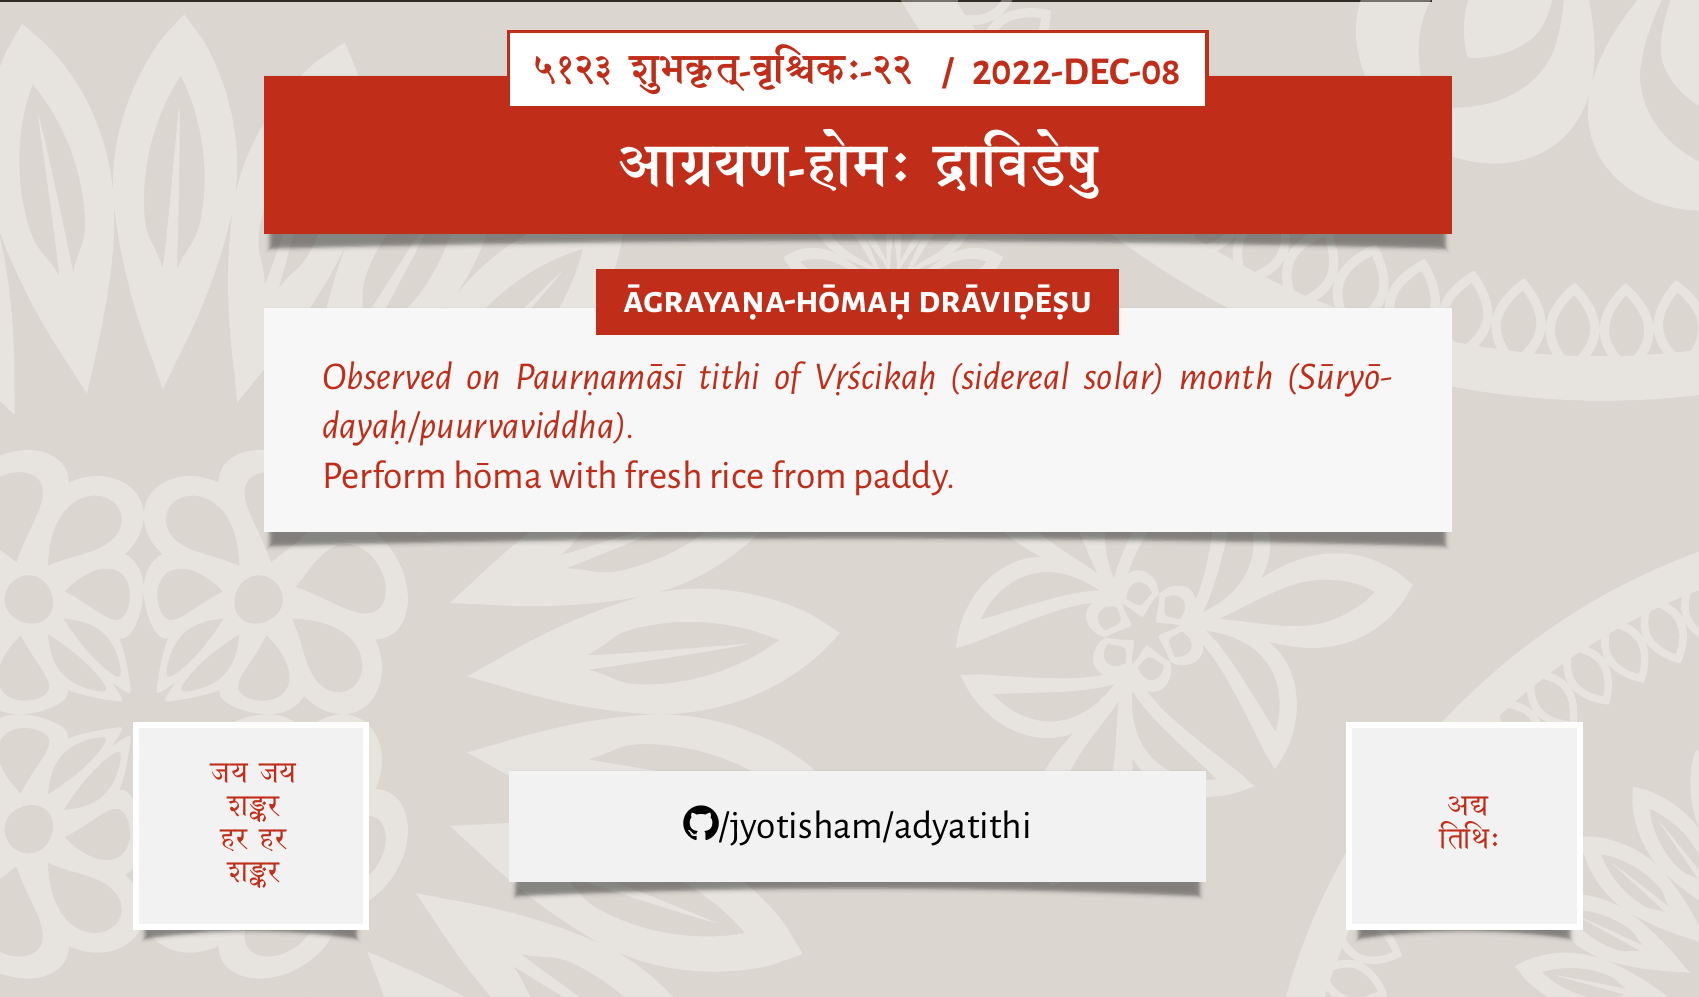 ५१२३ शुभकृत्-वृश्चिकः-२२ / 2022-DEC-08
आग्रयण-होमः द्राविडेषु
ĀGRAYAṆA-HŌMAḤ DRĀVIḌĒṢU
Observed on Paurṇamāsī tithi of Vṛścikaḥ (sidereal solar) month (Sūryō-
dayaḥ/puurvaviddha).
Perform hōma with fresh rice from paddy.
जय जय
शङ्कर
हर हर
शङ्कर
/jyotisham/adyatithi
अद्य
तिथिः